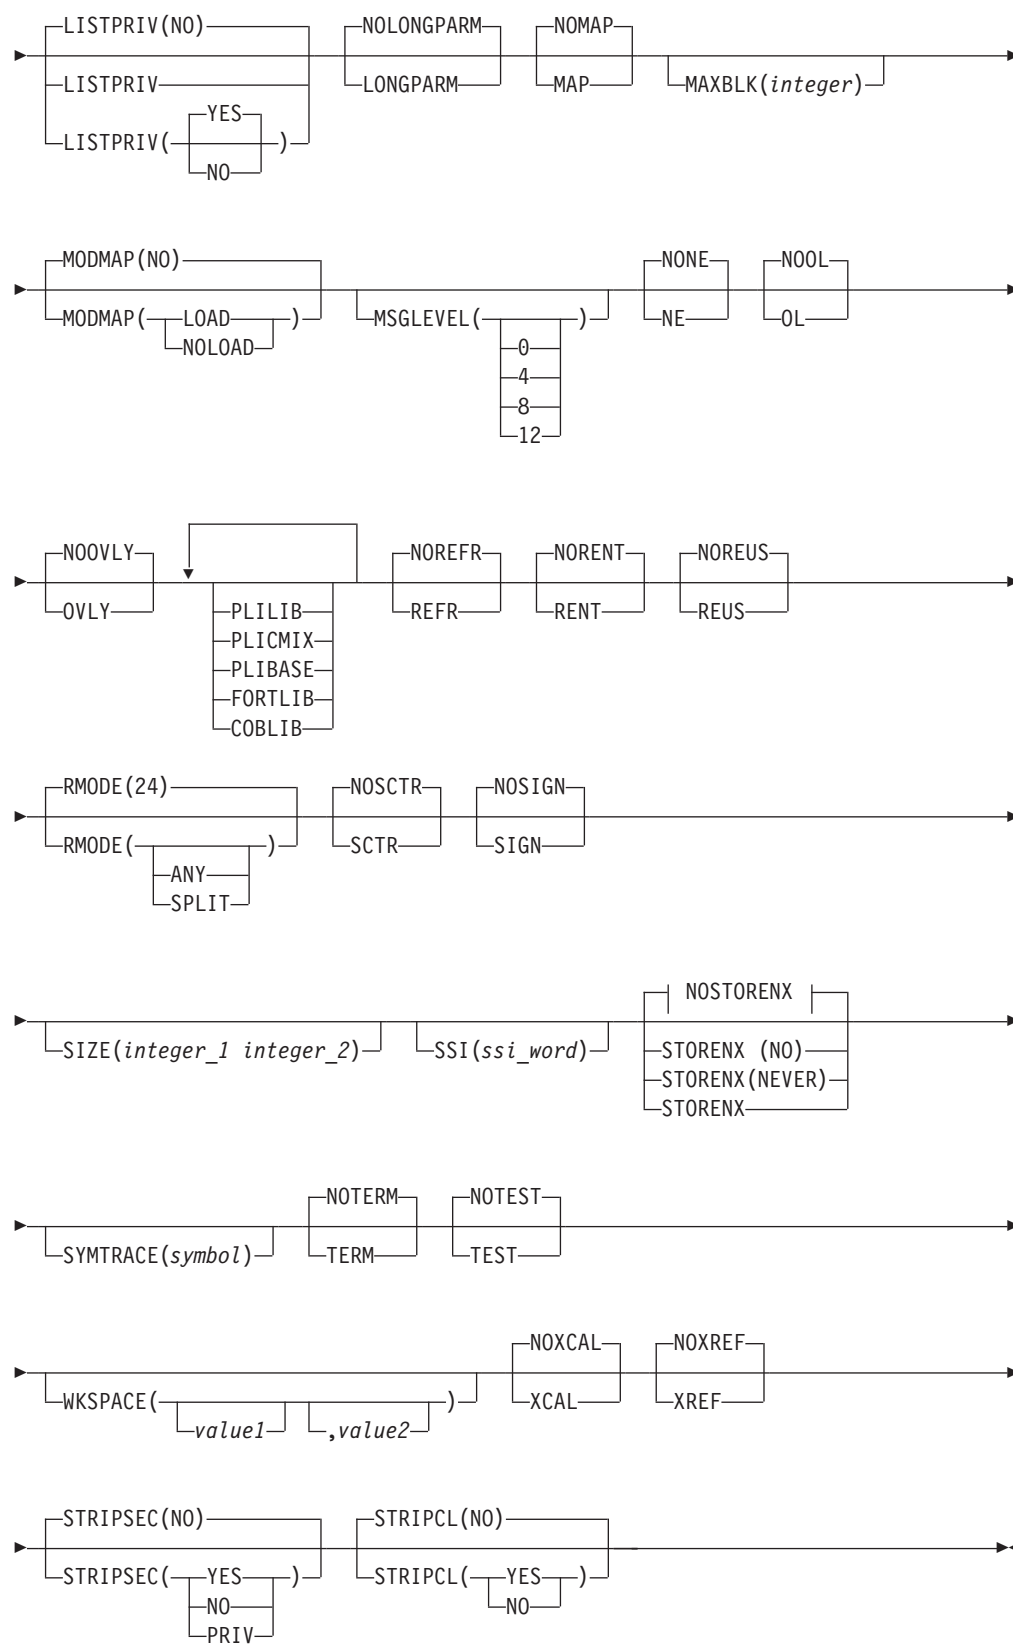 LISTPRIV(NO) NOLONGPARM NOMAP
LISTPRIV LONGPARM MAP MAXBLK(integer)
YES
LISTPRIV( )
NO
MODMAP(NO) NONE NOOL
MODMAP( LOAD ) MSGLEVEL( ) NE OL
NOLOAD 0
4
8
12
NOOVLY NOREFR NORENT NOREUS
OVLY PLILIB REFR RENT REUS
PLICMIX
PLIBASE
FORTLIB
COBLIB
RMODE(24) NOSCTR NOSIGN
RMODE( ) SCTR SIGN
ANY
SPLIT
NOSTORENX
SIZE(integer_1 integer_2) SSI(ssi_word) STORENX (NO)
STORENX(NEVER)
STORENX
NOTERM NOTEST
SYMTRACE(symbol) TERM TEST
NOXCAL NOXREF
WKSPACE( ) XCAL XREF
value1 ,value2
STRIPSEC(NO) STRIPCL(NO)
STRIPSEC( YES ) STRIPCL( YES )
NO NO
PRIV